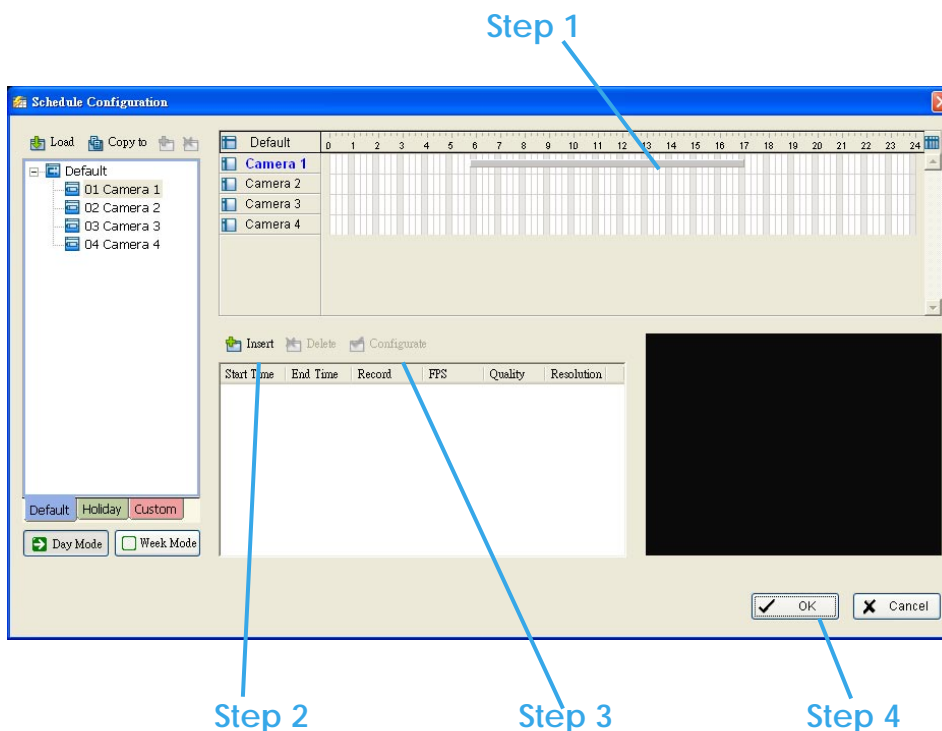 Step 1
Schedule Configuration
Load Copy to
Default
01 Camera 1
02 Camera 2
03 Camera 3
04 Camera 4
Default Holiday Custom
Day Mode Week Mode
Default 0 1 2 3 4 5 6 7 8 9 10 11 12 13 14 15 16 17 18 19 20 21 22 23 24
Camera 1
Camera 2
Camera 3
Camera 4
Insert Delete Configurate
Start Time End Time Record FPS Quality Resolution
OK Cancel
Step 2 Step 3 Step 4